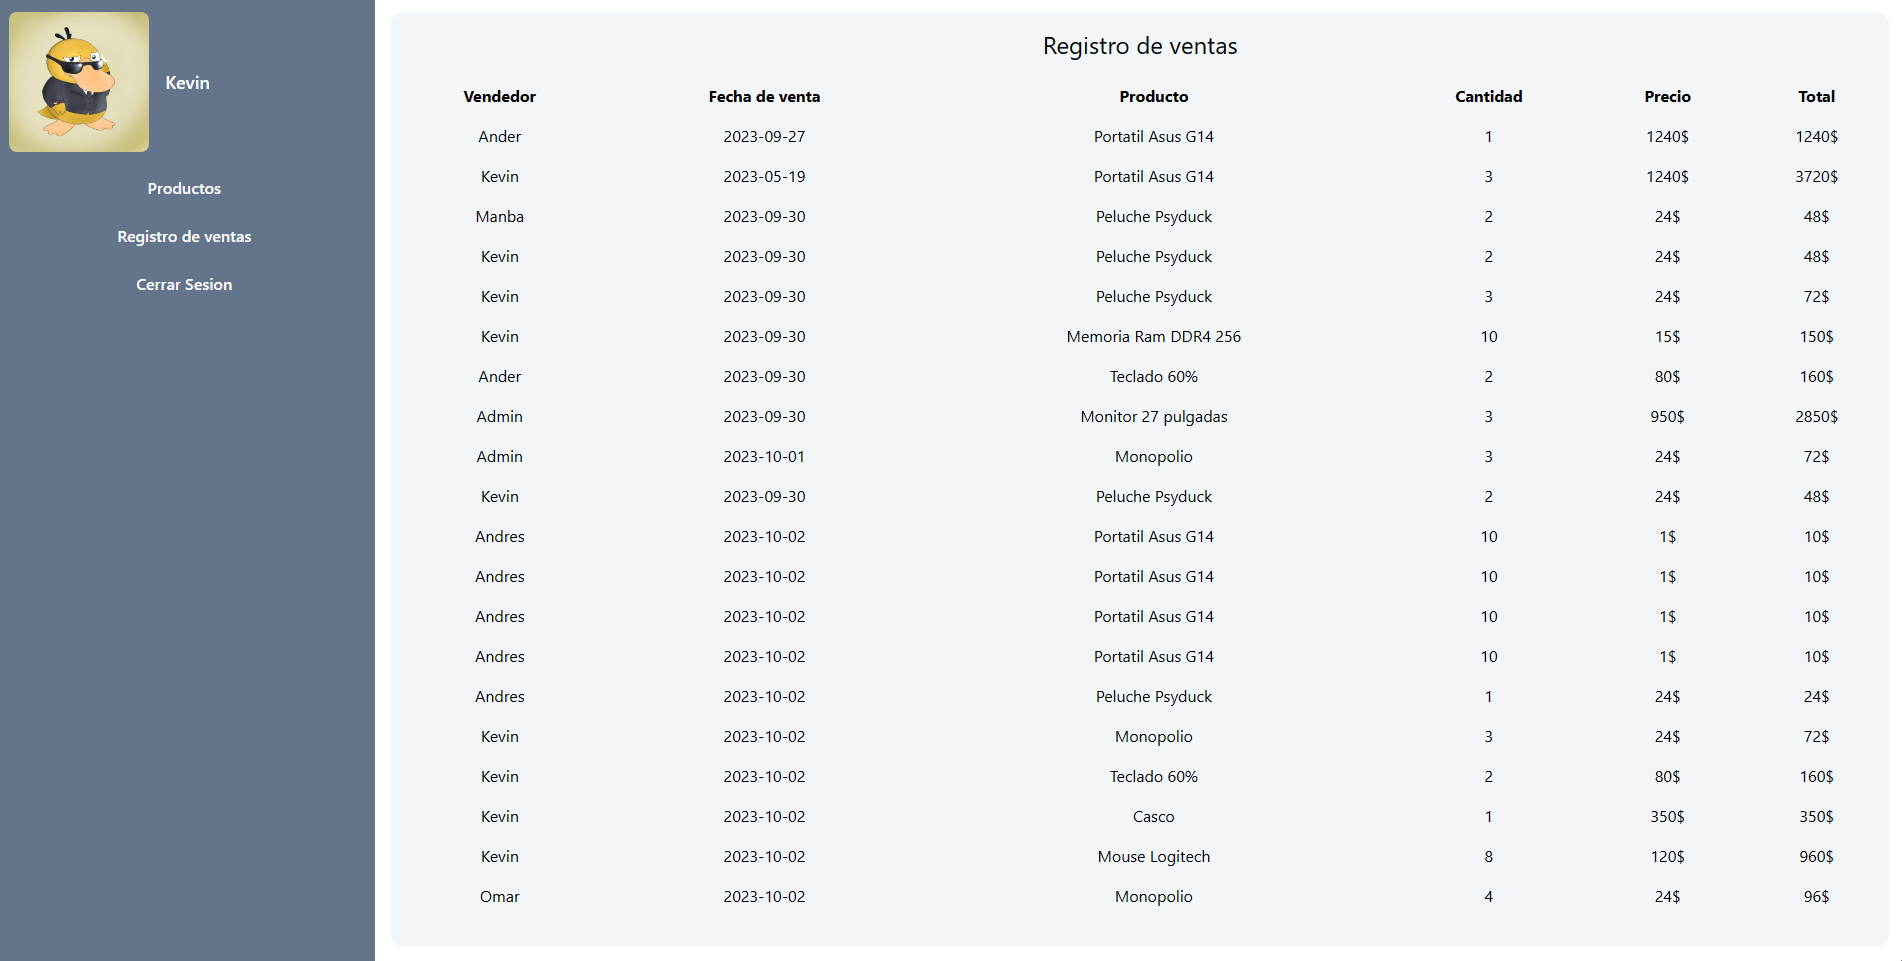 Kevin
Productos
Registro de ventas
Cerrar Sesion
Registro de ventas
Vendedor Fecha de venta Producto Cantidad Precio Total
Ander 2023-09-27 Portatil Asus G14 1 1240$ 1240$
Kevin 2023-05-19 Portatil Asus G14 3 1240$ 3720$
Manba 2023-09-30 Peluche Psyduck 2 24$ 48$
Kevin 2023-09-30 Peluche Psyduck 2 24$ 48$
Kevin 2023-09-30 Peluche Psyduck 3 24$ 72$
Kevin 2023-09-30 Memoria Ram DDR4 256 10 15$ 150$
Ander 2023-09-30 Teclado 60% 2 80$ 160$
Admin 2023-09-30 Monitor 27 pulgadas 3 950$ 2850$
Admin 2023-10-01 Monopolio 3 24$ 72$
Kevin 2023-09-30 Peluche Psyduck 2 24$ 48$
Andres 2023-10-02 Portatil Asus G14 10 1$ 10$
Andres 2023-10-02 Portatil Asus G14 10 1$ 10$
Andres 2023-10-02 Portatil Asus G14 10 1$ 10$
Andres 2023-10-02 Portatil Asus G14 10 1$ 10$
Andres 2023-10-02 Peluche Psyduck 1 24$ 24$
Kevin 2023-10-02 Monopolio 3 24$ 72$
Kevin 2023-10-02 Teclado 60% 2 80$ 160$
Kevin 2023-10-02 Casco 1 350$ 350$
Kevin 2023-10-02 Mouse Logitech 8 120$ 960$
Omar 2023-10-02 Monopolio 4 24$ 96$